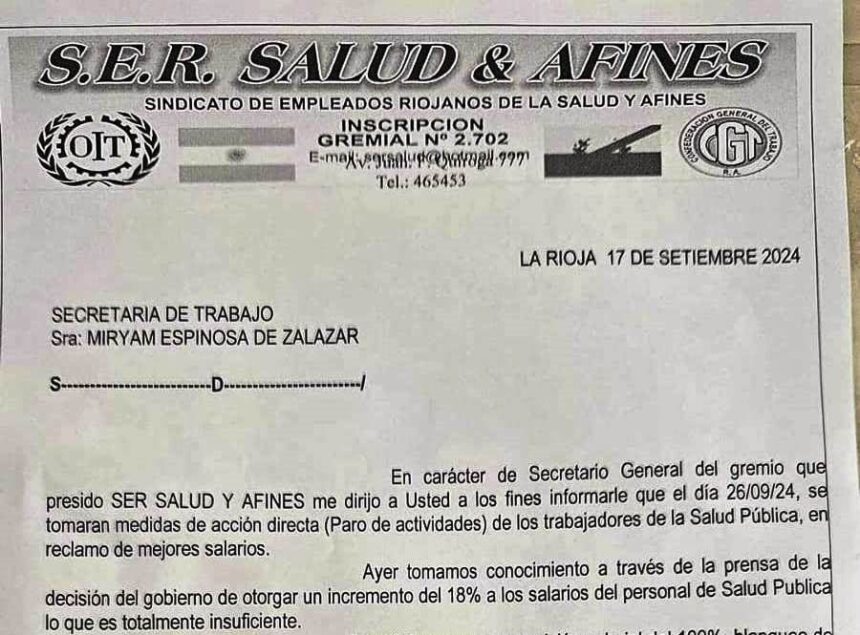 S.E.R. SALUD & AFINES
SINDICATO DE EMPLEADOS RIOJANOS DE LA SALUD Y AFINES
OIT
INSCRIPCION
GREMIAL Nº 2.702
E-mail:
Tel.: 465453
CONFEDERACION GENERAL DEL TRABAJO
CGT
R.A.
LA RIOJA 17 DE SETIEMBRE 2024
SECRETARIA DE TRABAJO
Sra: MIRYAM ESPINOSA DE ZALAZAR
S---------------------------D-------------------------/
En carácter de Secretario General del gremio que
presido SER SALUD Y AFINES me dirijo a Usted a los fines informarle que el día 26/09/24, se
tomaran medidas de acción directa (Paro de actividades) de los trabajadores de la Salud Pública, en
reclamo de mejores salarios.
Ayer tomamos conocimiento a través de la prensa de la
decisión del gobierno de otorgar un incremento del 18% a los salarios del personal de Salud Publica
lo que es totalmente insuficiente.